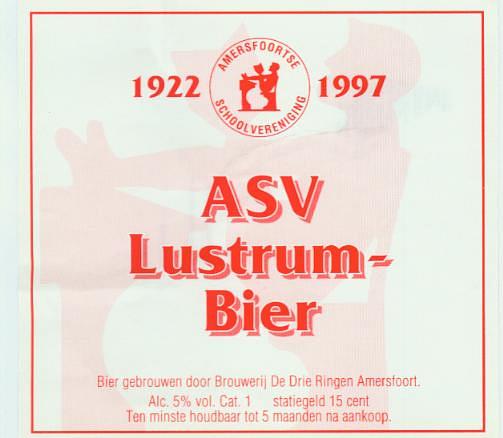 1922 AMERSFOORTSE SCHOOLVERENIGING 1997
ASV
Lustrum-
Bier
Bier gebrouwen door Brouwerij De Drie Ringen Amersfoort.
Alc. 5% vol. Cat. 1 statiegeld 15 cent
Ten minste houdbaar tot 5 maanden na aankoop.